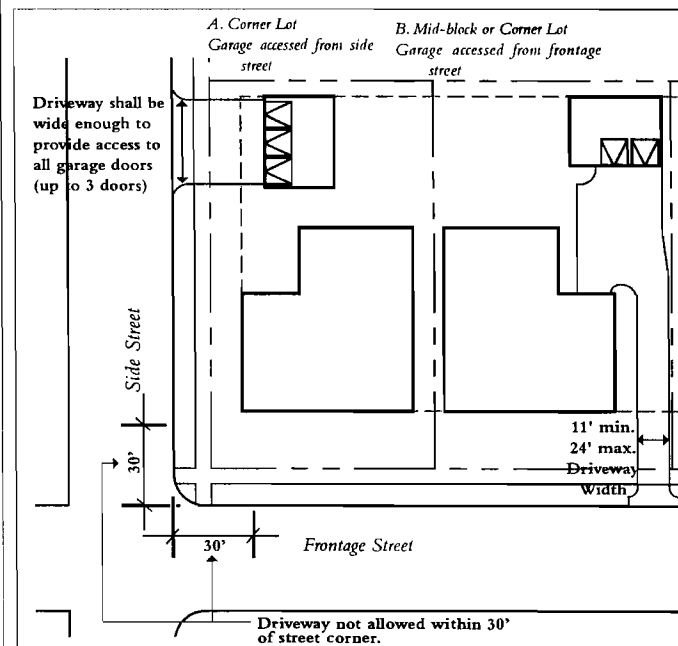 A. Corner Lot
Garage accessed from side
street
B. Mid-block or Corner Lot
Garage accessed from frontage
street
Driveway shall be
wide enough to
provide access to
all garage doors
(up to 3 doors)
Side Street
30'
11' min.
24' max.
Driveway
Width
30'
Frontage Street
Driveway not allowed within 30'
of street corner.